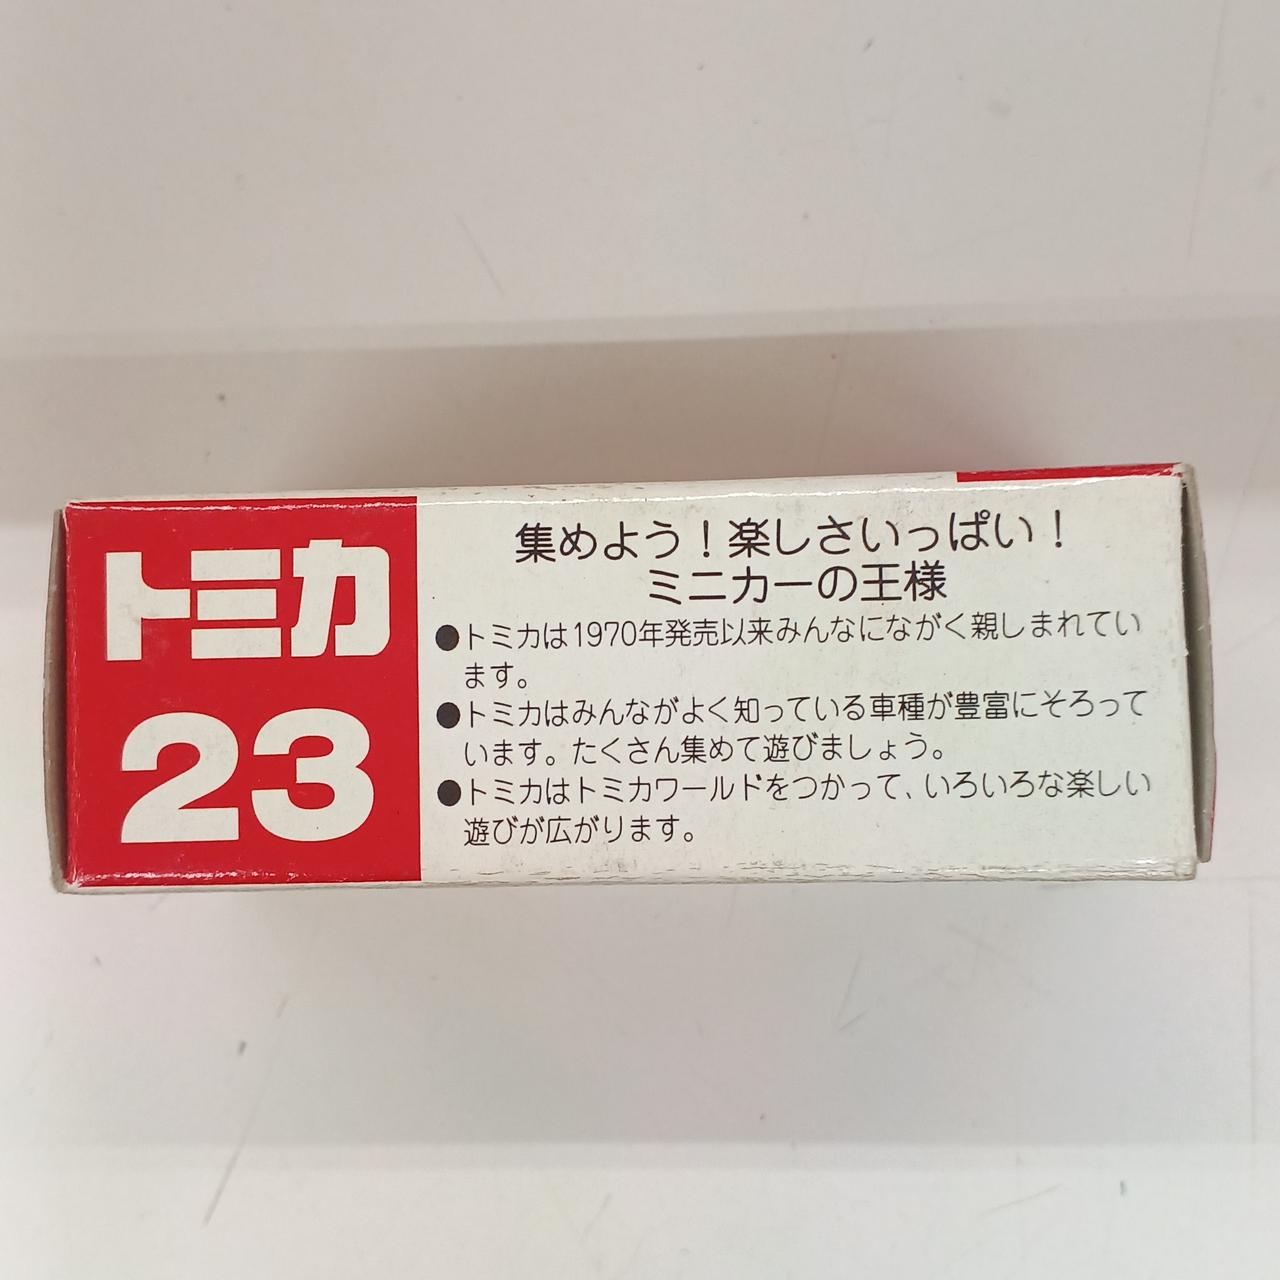 トミカ
23
集めよう！楽しさいっぱい！
ミニカーの王様
●トミカは1970年発売以来みんなにながく親しまれてい
ます。
●トミカはみんながよく知っている車種が豊富にそろって
います。たくさん集めて遊びましょう。
●トミカはトミカワールドをつかって、いろいろな楽しい
遊びが広がります。